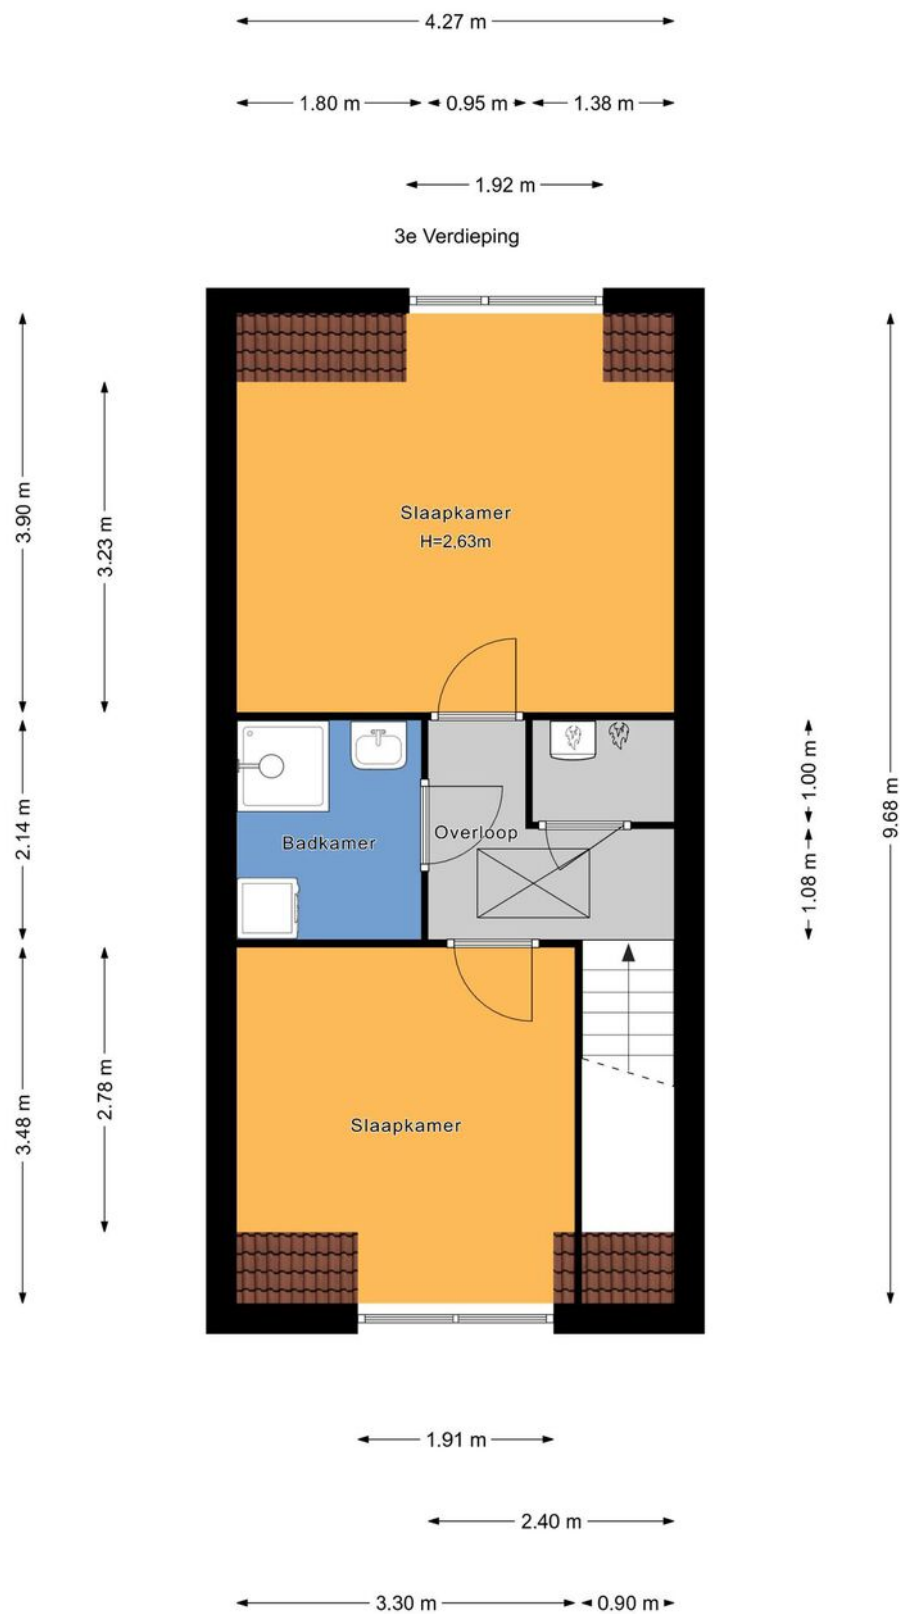 4.27 m
1.80 m
0.95 m
1.38 m
1.92 m
3e Verdieping
3.90 m
3.23 m
Slaapkamer
H=2,63m
2.14 m
Badkamer
Overloop
1.00 m
1.08 m
9.68 m
3.48 m
2.78 m
Slaapkamer
1.91 m
2.40 m
3.30 m
0.90 m